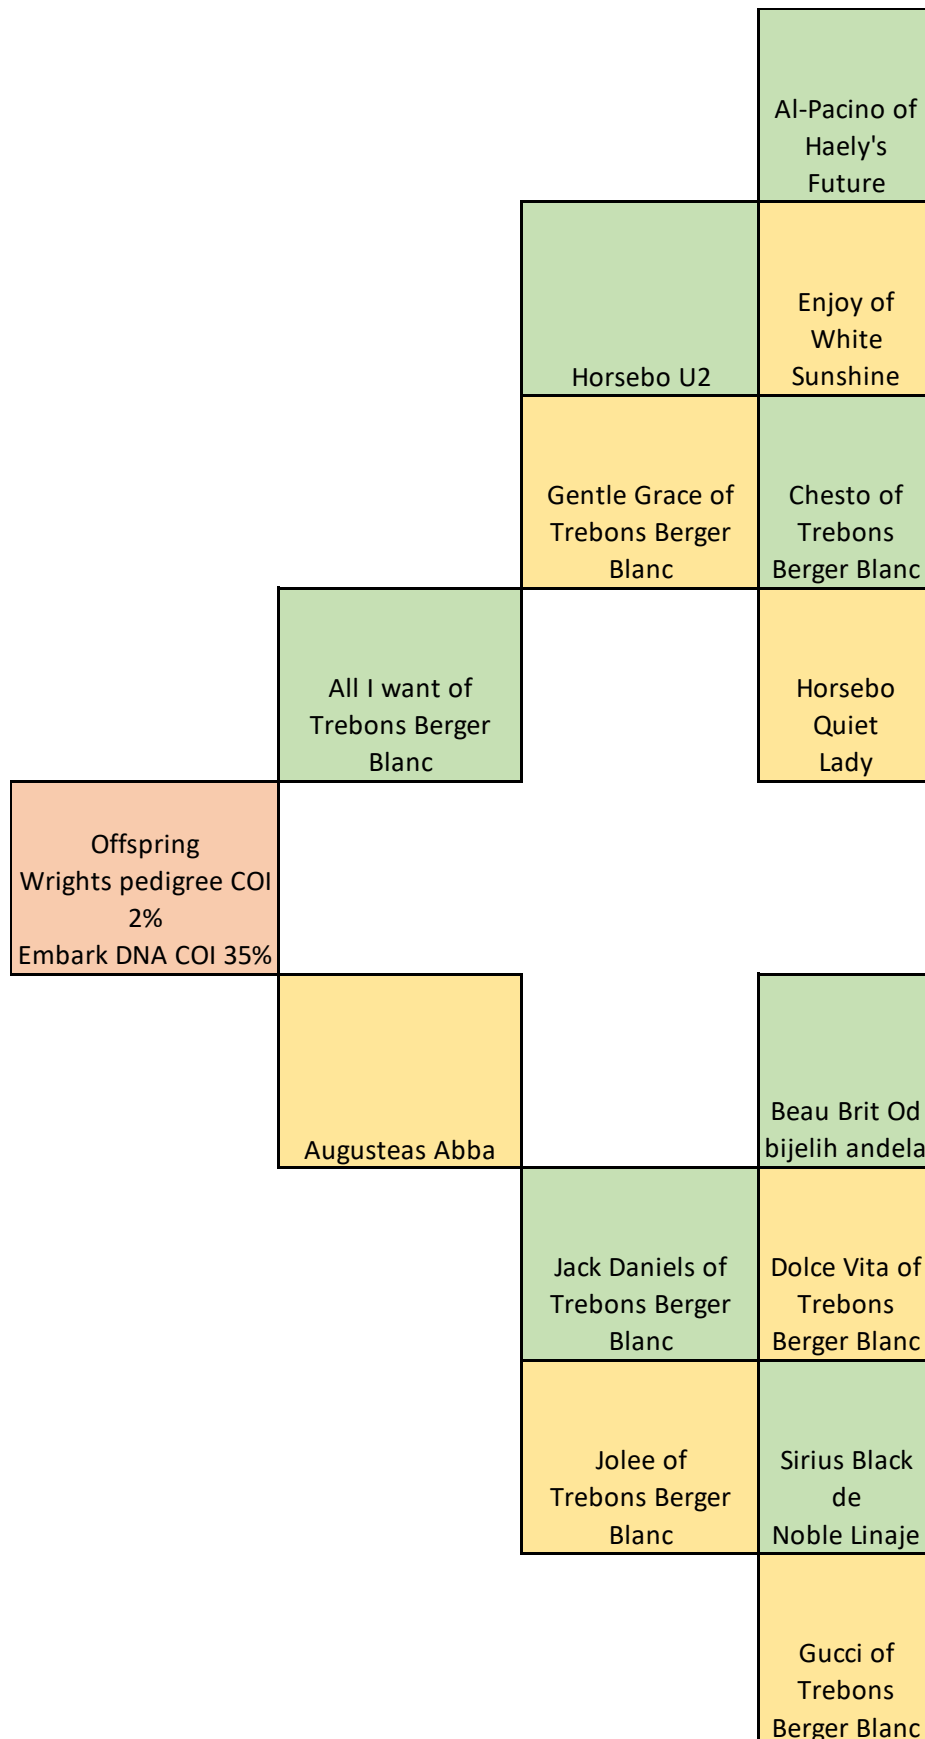 Al-Pacino of
Haely's
Future
Enjoy of
White
Sunshine
Horsebo U2
Gentle Grace of
Trebons Berger
Blanc
Chesto of
Trebons
Berger Blanc
All I want of
Trebons Berger
Blanc
Horsebo
Quiet
Lady
Offspring
Wrights pedigree COI
2%
Embark DNA COI 35%
Augusteas Abba
Beau Brit Od
bijelih andela
Jack Daniels of
Trebons Berger
Blanc
Dolce Vita of
Trebons
Berger Blanc
Jolee of
Trebons Berger
Blanc
Sirius Black
de
Noble Linaje
Gucci of
Trebons
Berger Blanc